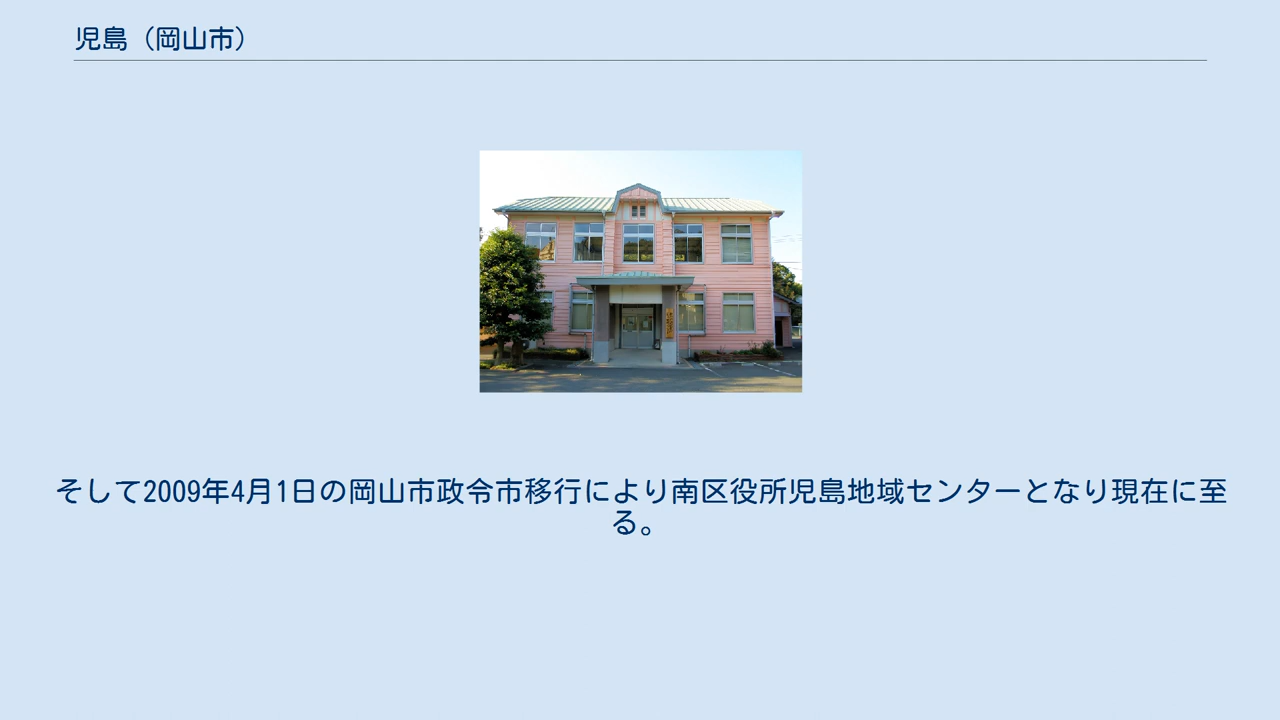 児島（岡山市）
そして2009年4月1日の岡山市政令市移行により南区役所児島地域センターとなり現在に至
る。